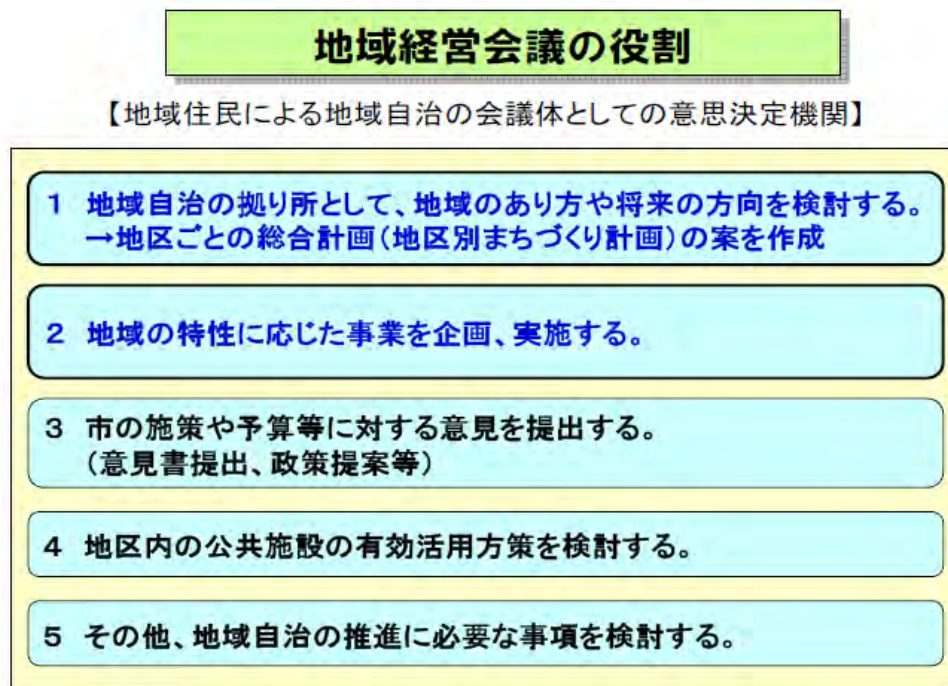 地域経営会議の役割
【地域住民による地域自治の会議体としての意思決定機関】
1 地域自治の拠り所として、地域のあり方や将来の方向を検討する。
→地区ごとの総合計画(地区別まちづくり計画)の案を作成
2 地域の特性に応じた事業を企画、実施する。
3 市の施策や予算等に対する意見を提出する。
(意見書提出、政策提案等)
4 地区内の公共施設の有効活用方策を検討する。
5 その他、地域自治の推進に必要な事項を検討する。